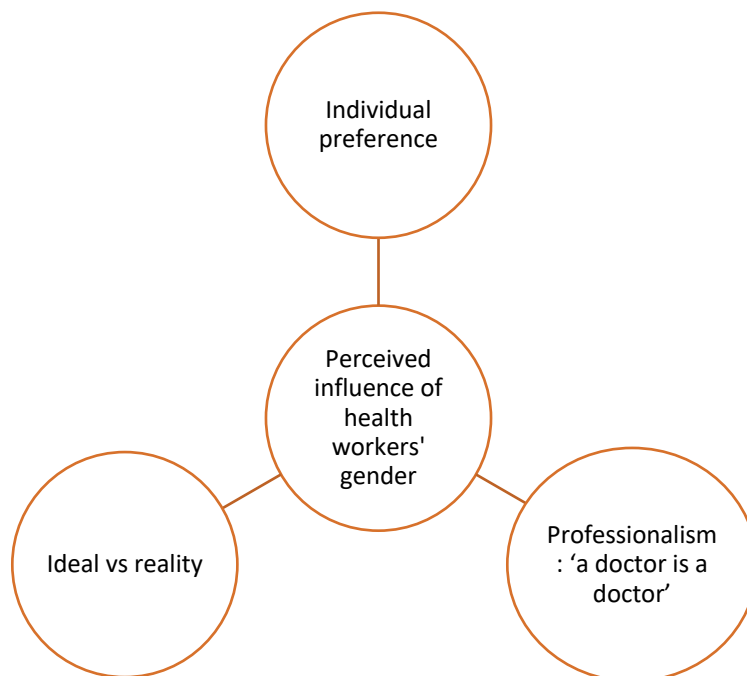 Individual
preference
Perceived
influence of
health
workers'
gender
Ideal vs reality
Professionalism
: ‘a doctor is a
doctor’